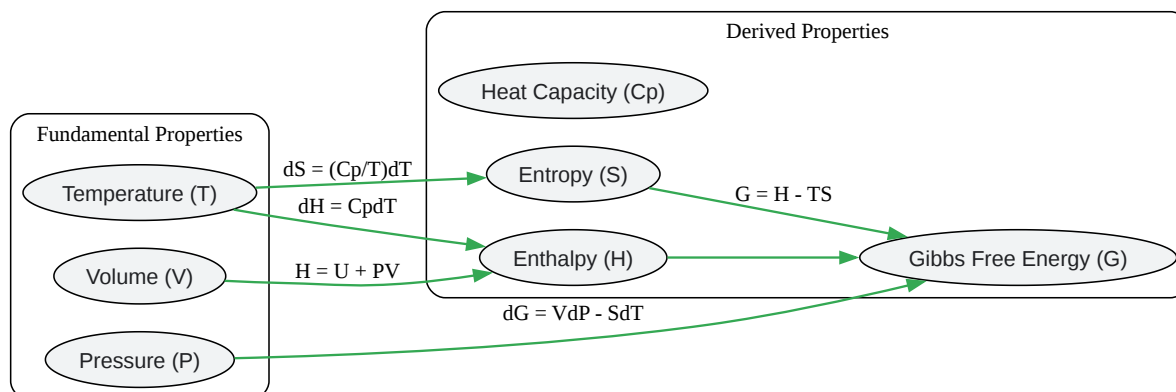 Derived Properties
Heat Capacity (Cp)
Fundamental Properties
Temperature (T)
dS = (Cp/T)dT
Entropy (S)
dH = CpdT
G = H - TS
Volume (V)
H = U + PV
Enthalpy (H)
Gibbs Free Energy (G)
dG = VdP - SdT
Pressure (P)